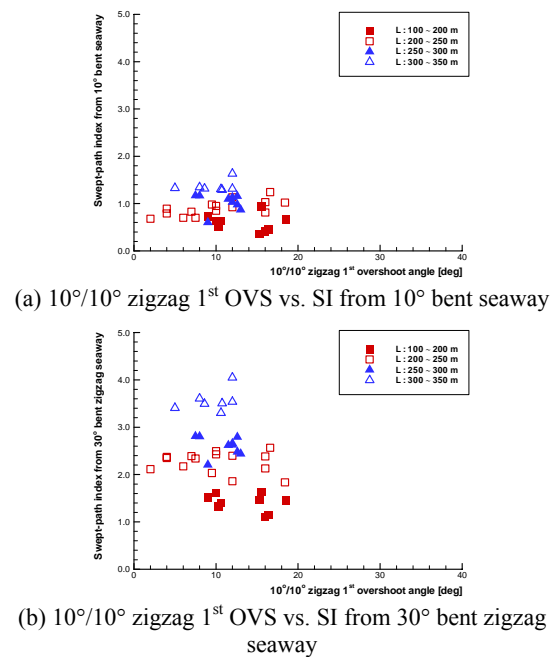 Swept-path index from 10° bent seaway
5.0
4.0
3.0
2.0
1.0
0.0
L : 100 ~ 200 m
L : 200 ~ 250 m
L : 250 ~ 300 m
L : 300 ~ 350 m
0 10 20 30 40
10°/10° zigzag 1st overshoot angle [deg]
(a) 10°/10° zigzag 1st OVS vs. SI from 10° bent seaway
Swept-path index from 30° bent zigzag seaway
5.0
4.0
3.0
2.0
1.0
0.0
L : 100 ~ 200 m
L : 200 ~ 250 m
L : 250 ~ 300 m
L : 300 ~ 350 m
0 10 20 30 40
10°/10° zigzag 1st overshoot angle [deg]
(b) 10°/10° zigzag 1st OVS vs. SI from 30° bent zigzag
seaway